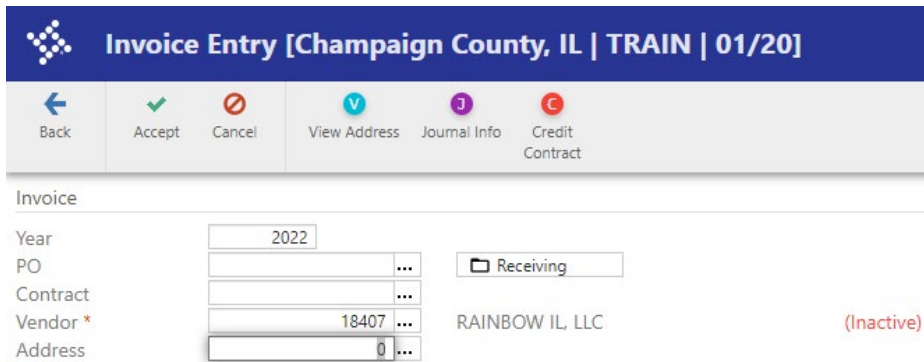 Invoice Entry [Champaign County, IL | TRAIN | 01/20]
Back Accept Cancel V View Address J Journal Info C Credit Contract
Invoice
Year 2022
PO ... Receiving
Contract ...
Vendor * 18407 ... RAINBOW IL, LLC (Inactive)
Address 0 ...